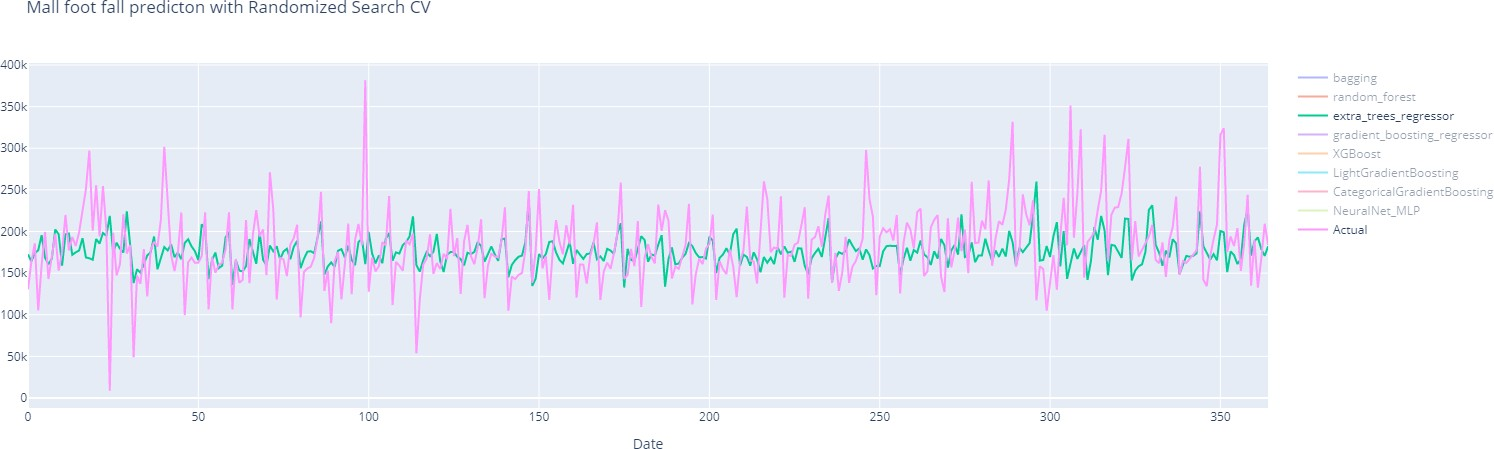 Mall foot fall predicton with Randomized Search CV
400k
350k
300k
250k
200k
150k
100k
50k
0
0 50 100 150 200 250 300 350
Date
bagging
random_forest
extra_trees_regressor
gradient_boosting_regressor
XGBoost
LightGradientBoosting
CategoricalGradientBoosting
NeuralNet_MLP
Actual